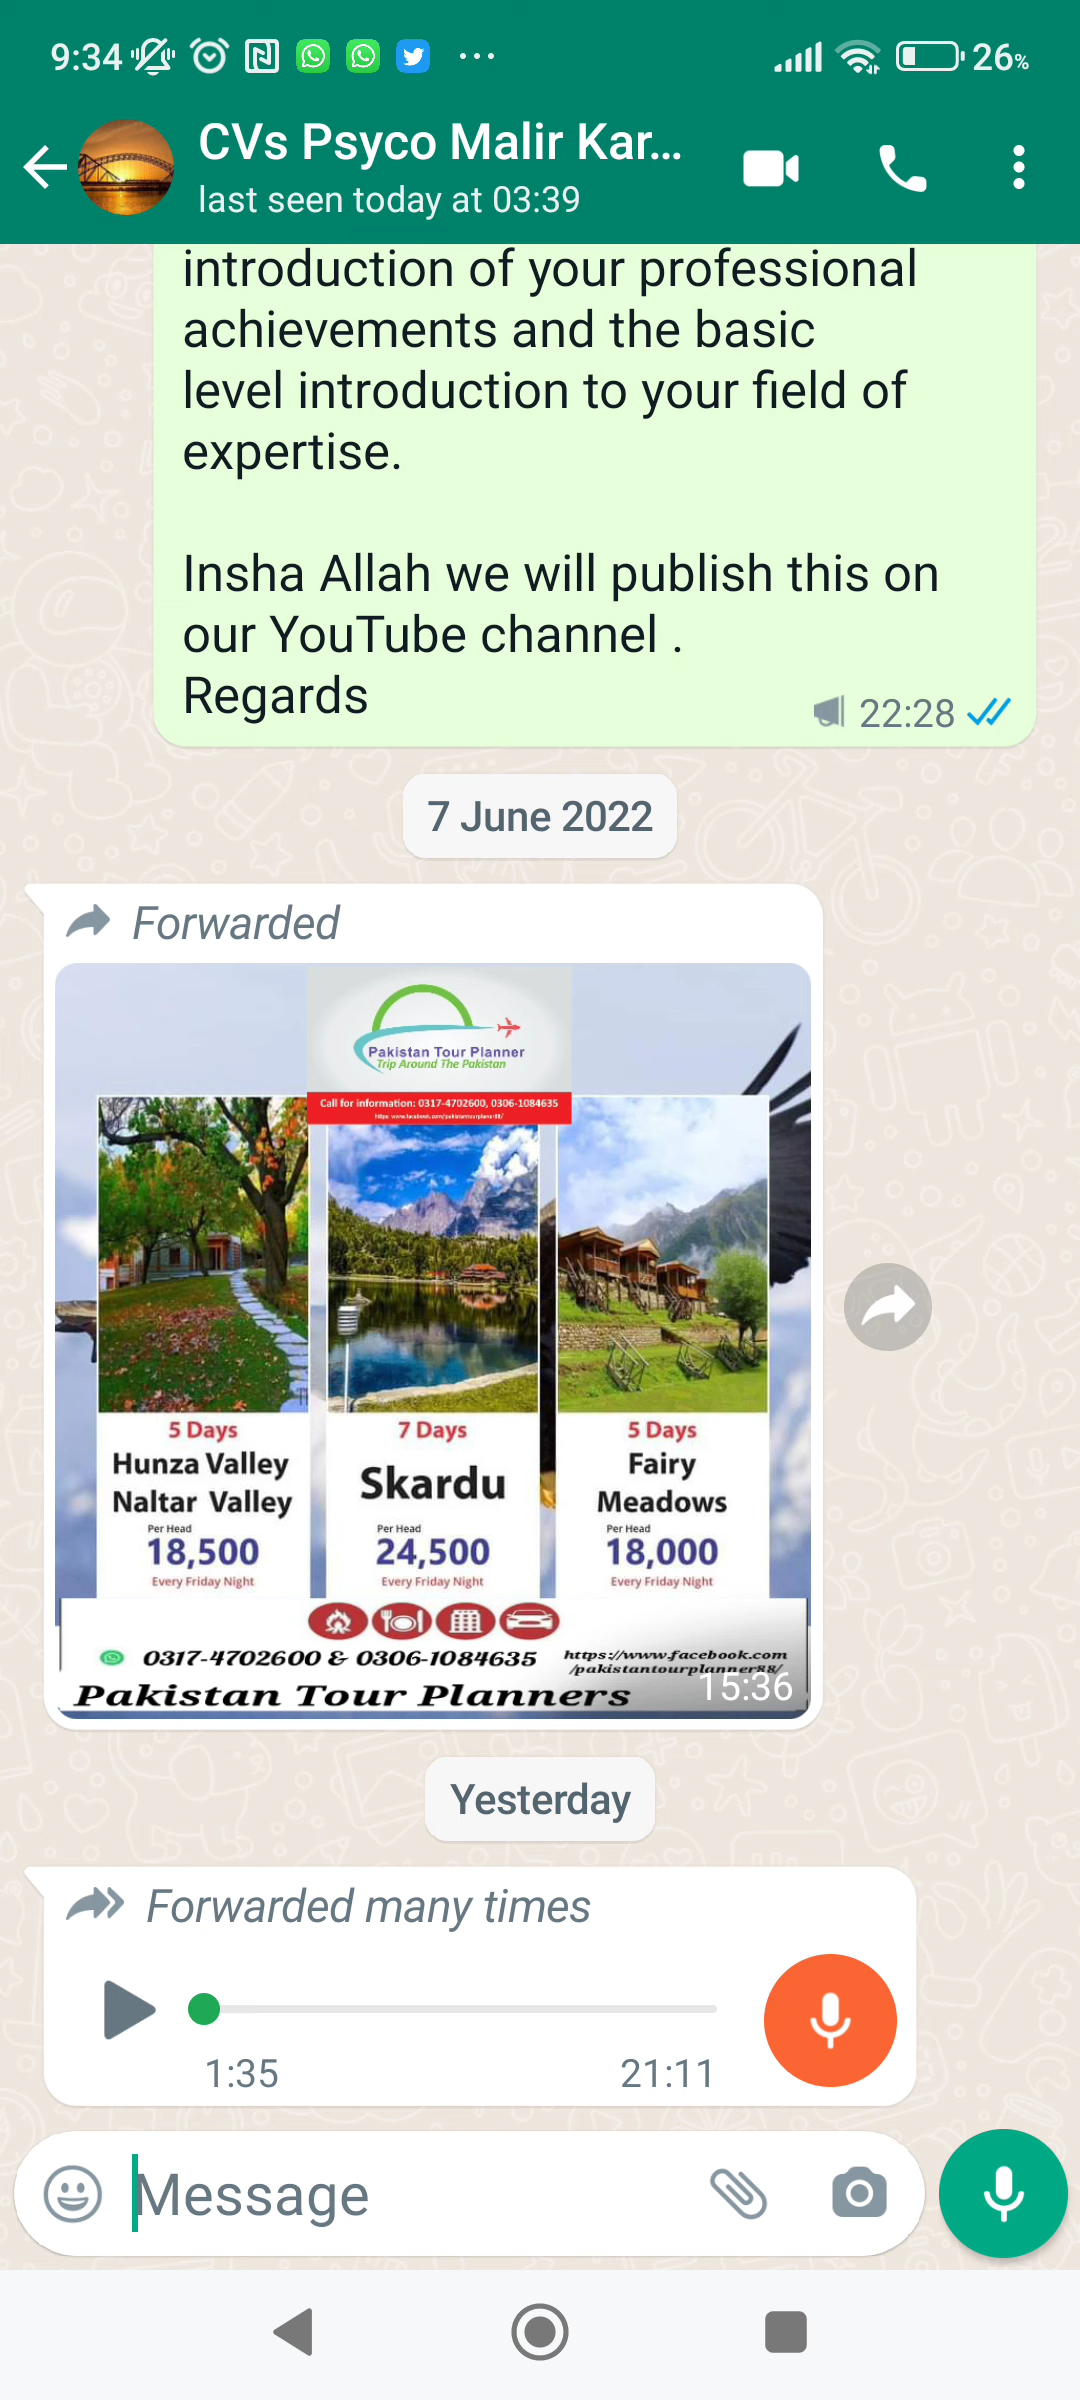 9:34
26%
CVs Psyco Malir Kar...
last seen today at 03:39
introduction of your professional
achievements and the basic
level introduction to your field of
expertise.
Insha Allah we will publish this on
our YouTube channel .
Regards
22:28
7 June 2022
Forwarded
Pakistan Tour Planner
Trip Around The Pakistan
Call for information: 0317-4702600, 0306-1084635
https: www.facebook.com/pakistantourplaner88/
5 Days
Hunza Valley
Naltar Valley
Per Head
18,500
Every Friday Night
7 Days
Skardu
Per Head
24,500
Every Friday Night
5 Days
Fairy
Meadows
Per Head
18,000
Every Friday Night
0317-4702600 & 0306-1084635
https://www.facebook.com
/pakistantourplanner88/
Pakistan Tour Planners
15:36
Yesterday
Forwarded many times
1:35
21:11
Message